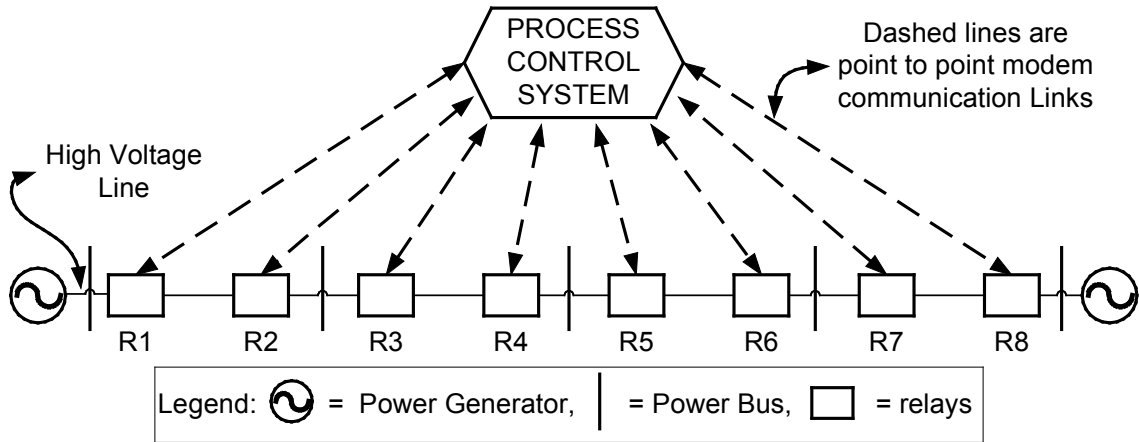 PROCESS
CONTROL
SYSTEM
Dashed lines are
point to point modem
communication Links
High Voltage
Line
R1 R2 R3 R4 R5 R6 R7 R8
Legend: = Power Generator, = Power Bus, = relays